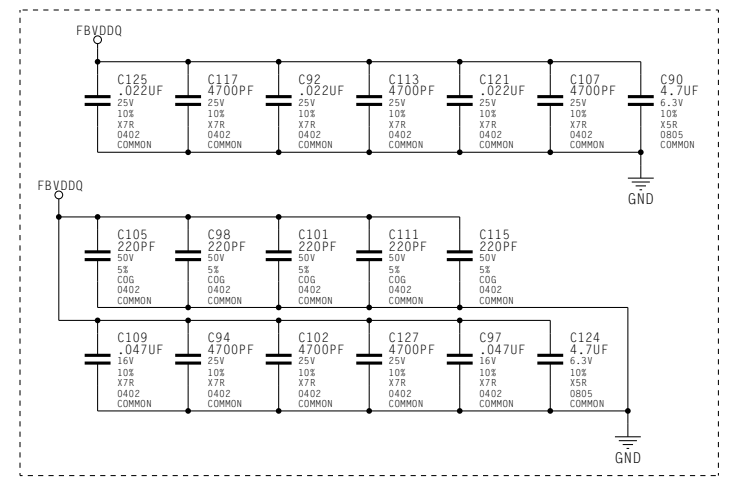 FBVDDQ
C125
.022UF
25V
10%
X7R
0402
COMMON
C117
4700PF
25V
10%
X7R
0402
COMMON
C92
.022UF
25V
10%
X7R
0402
COMMON
C113
4700PF
25V
10%
X7R
0402
COMMON
C121
.022UF
25V
10%
X7R
0402
COMMON
C107
4700PF
25V
10%
X7R
0402
COMMON
C90
4.7UF
6.3V
10%
X5R
0805
COMMON
GND
FBVDDQ
C105
220PF
50V
5%
COG
0402
COMMON
C98
220PF
50V
5%
COG
0402
COMMON
C101
220PF
50V
5%
COG
0402
COMMON
C111
220PF
50V
5%
COG
0402
COMMON
C115
220PF
50V
5%
COG
0402
COMMON
C109
.047UF
16V
10%
X7R
0402
COMMON
C94
4700PF
25V
10%
X7R
0402
COMMON
C102
4700PF
25V
10%
X7R
0402
COMMON
C127
4700PF
25V
10%
X7R
0402
COMMON
C97
.047UF
16V
10%
X7R
0402
COMMON
C124
4.7UF
6.3V
10%
X5R
0805
COMMON
GND